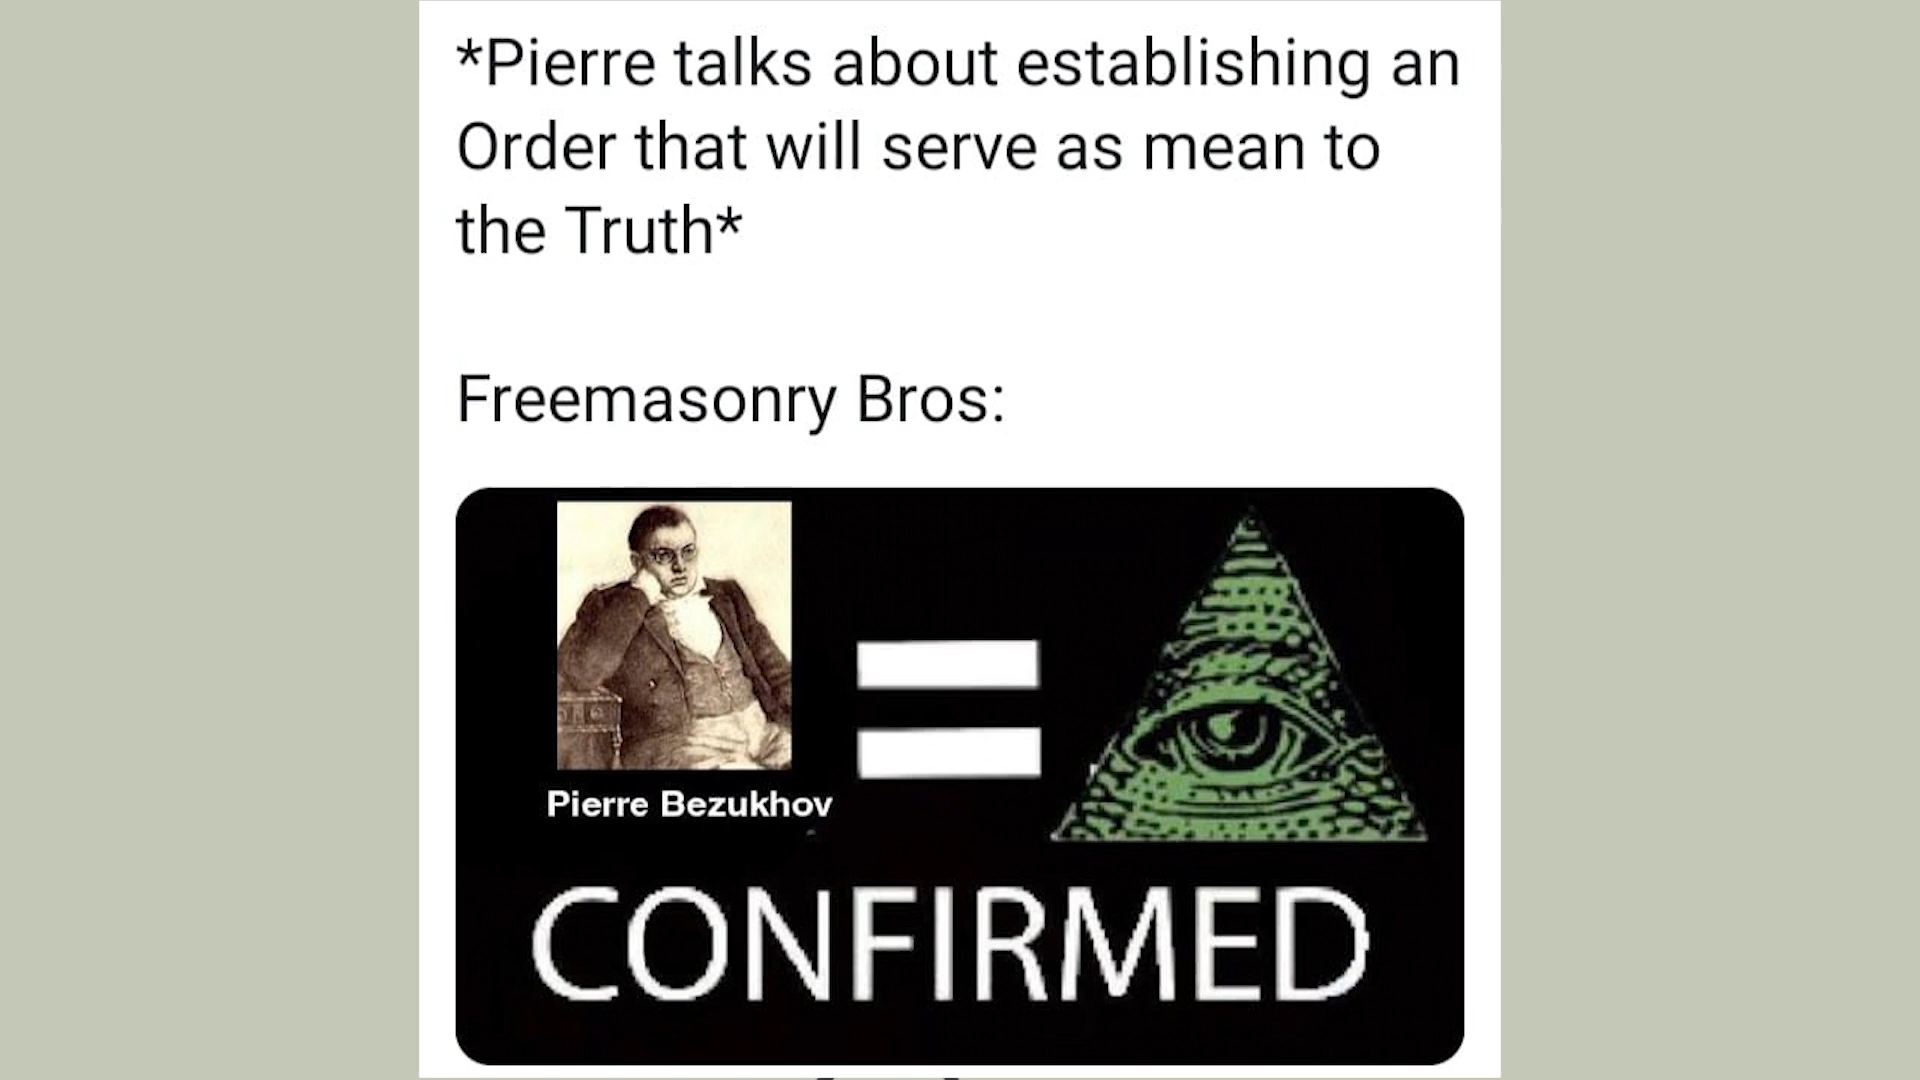 *Pierre talks about establishing an
Order that will serve as mean to
the Truth*
Freemasonry Bros:
Pierre Bezukhov
CONFIRMED